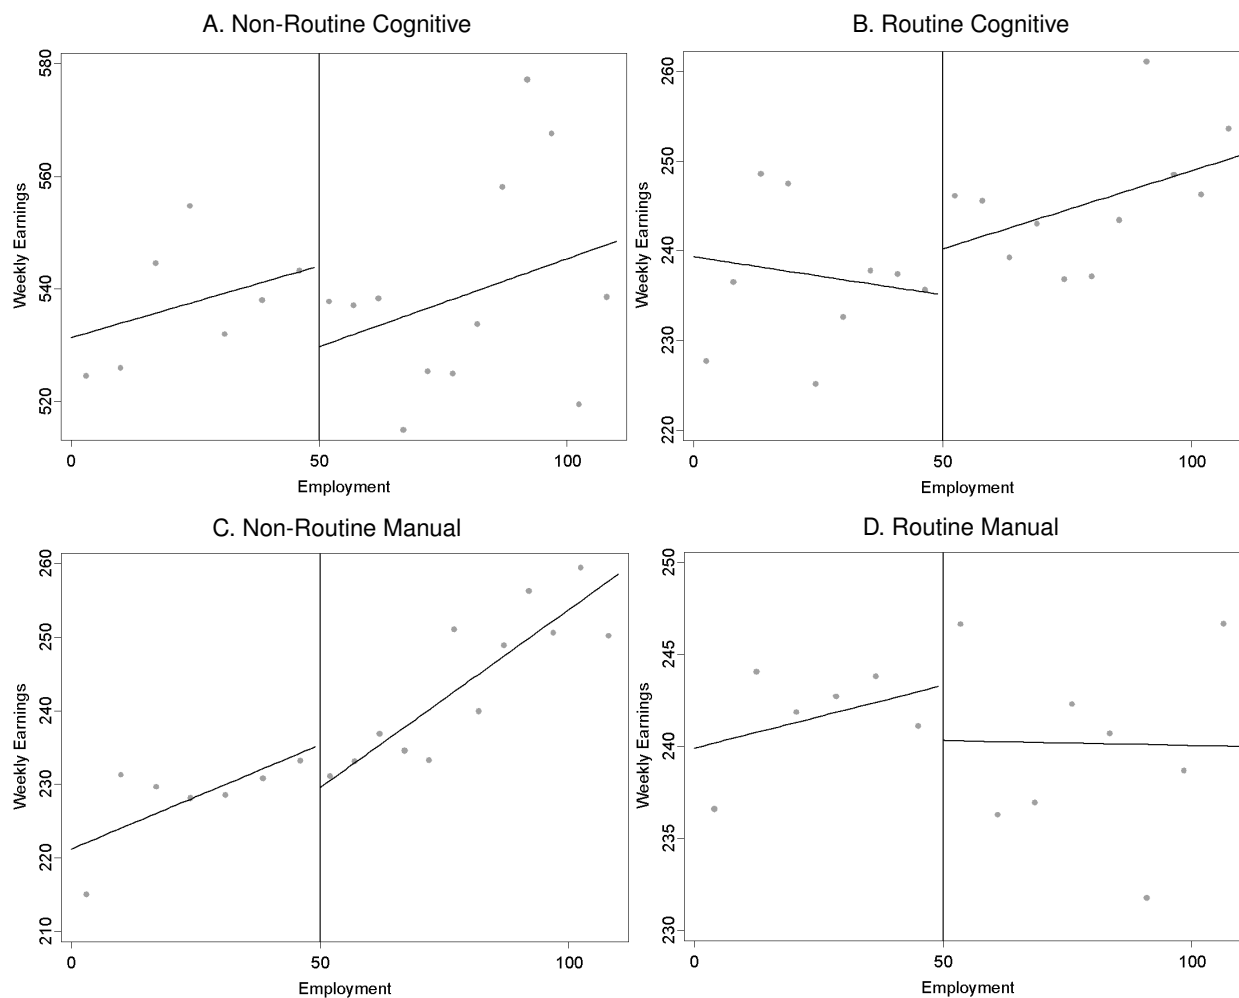 A. Non-Routine Cognitive
580
560
540
520
Weekly Earnings
0 50 100
Employment
B. Routine Cognitive
260
250
240
230
220
Weekly Earnings
0 50 100
Employment
C. Non-Routine Manual
260
250
240
230
220
210
Weekly Earnings
0 50 100
Employment
D. Routine Manual
250
245
240
235
230
Weekly Earnings
0 50 100
Employment